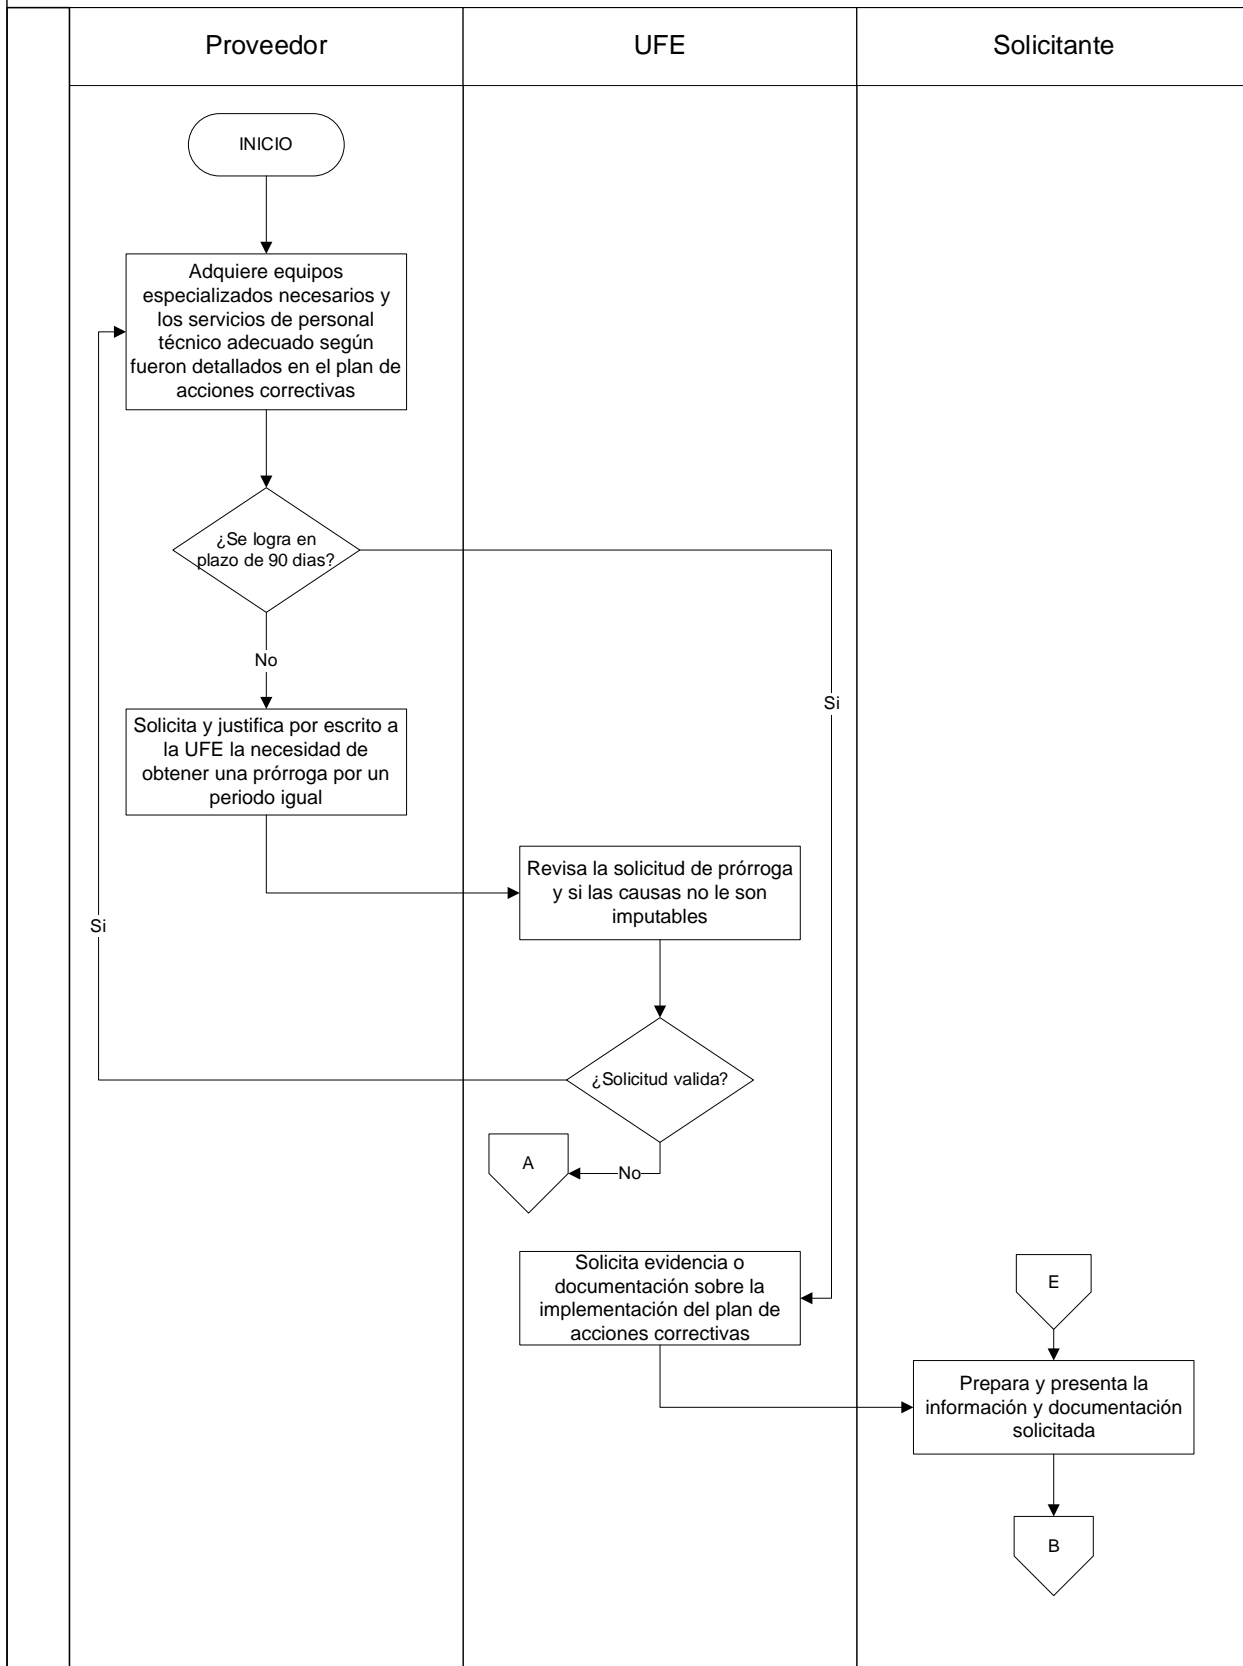 Proveedor
UFE
Solicitante
INICIO
Adquiere equipos
especializados necesarios y
los servicios de personal
técnico adecuado según
fueron detallados en el plan de
acciones correctivas
¿Se logra en
plazo de 90 dias?
No
Si
Solicita y justifica por escrito a
la UFE la necesidad de
obtener una prórroga por un
periodo igual
Revisa la solicitud de prórroga
y si las causas no le son
imputables
Si
¿Solicitud valida?
A
No
Solicita evidencia o
documentación sobre la
implementación del plan de
acciones correctivas
E
Prepara y presenta la
información y documentación
solicitada
B